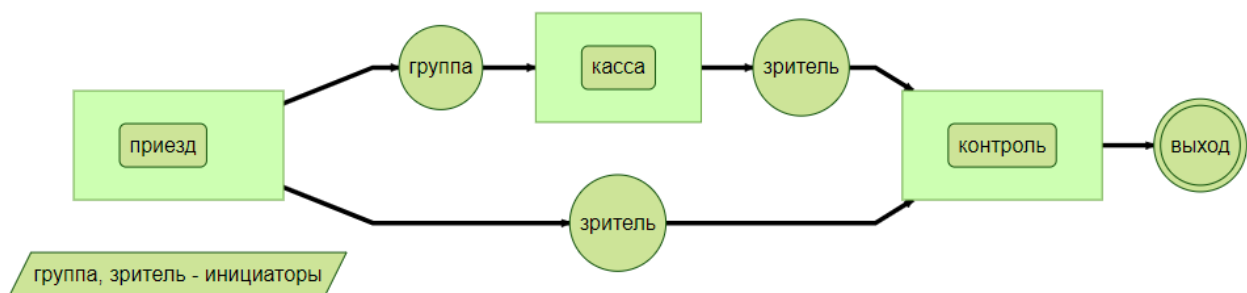 группа
касса
зритель
приезд
контроль
выход
зритель
группа, зритель - инициаторы